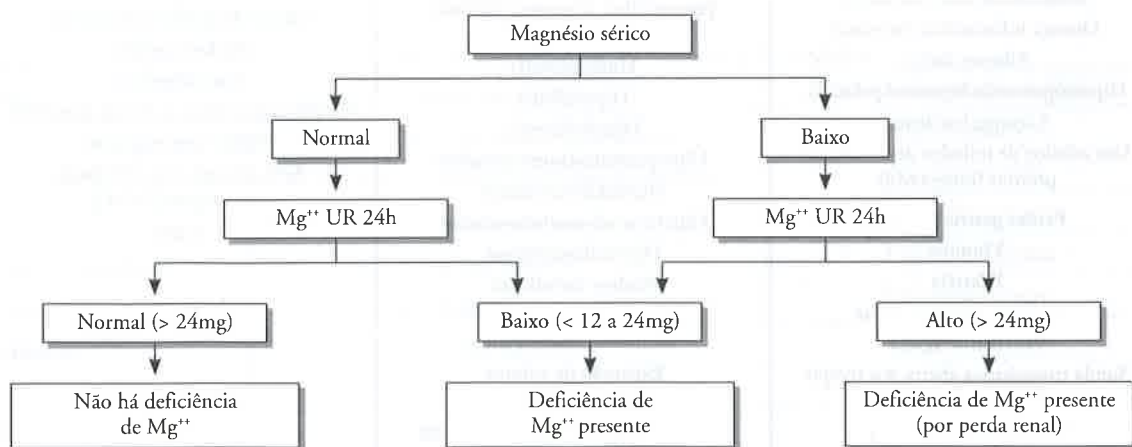 Magnésio sérico
Normal
Baixo
Mg⁺⁺ UR 24h
Mg⁺⁺ UR 24h
Normal (> 24mg)
Baixo (< 12 a 24mg)
Alto (> 24mg)
Não há deficiência
de Mg⁺⁺
Deficiência de
Mg⁺⁺ presente
Deficiência de Mg⁺⁺ presente
(por perda renal)